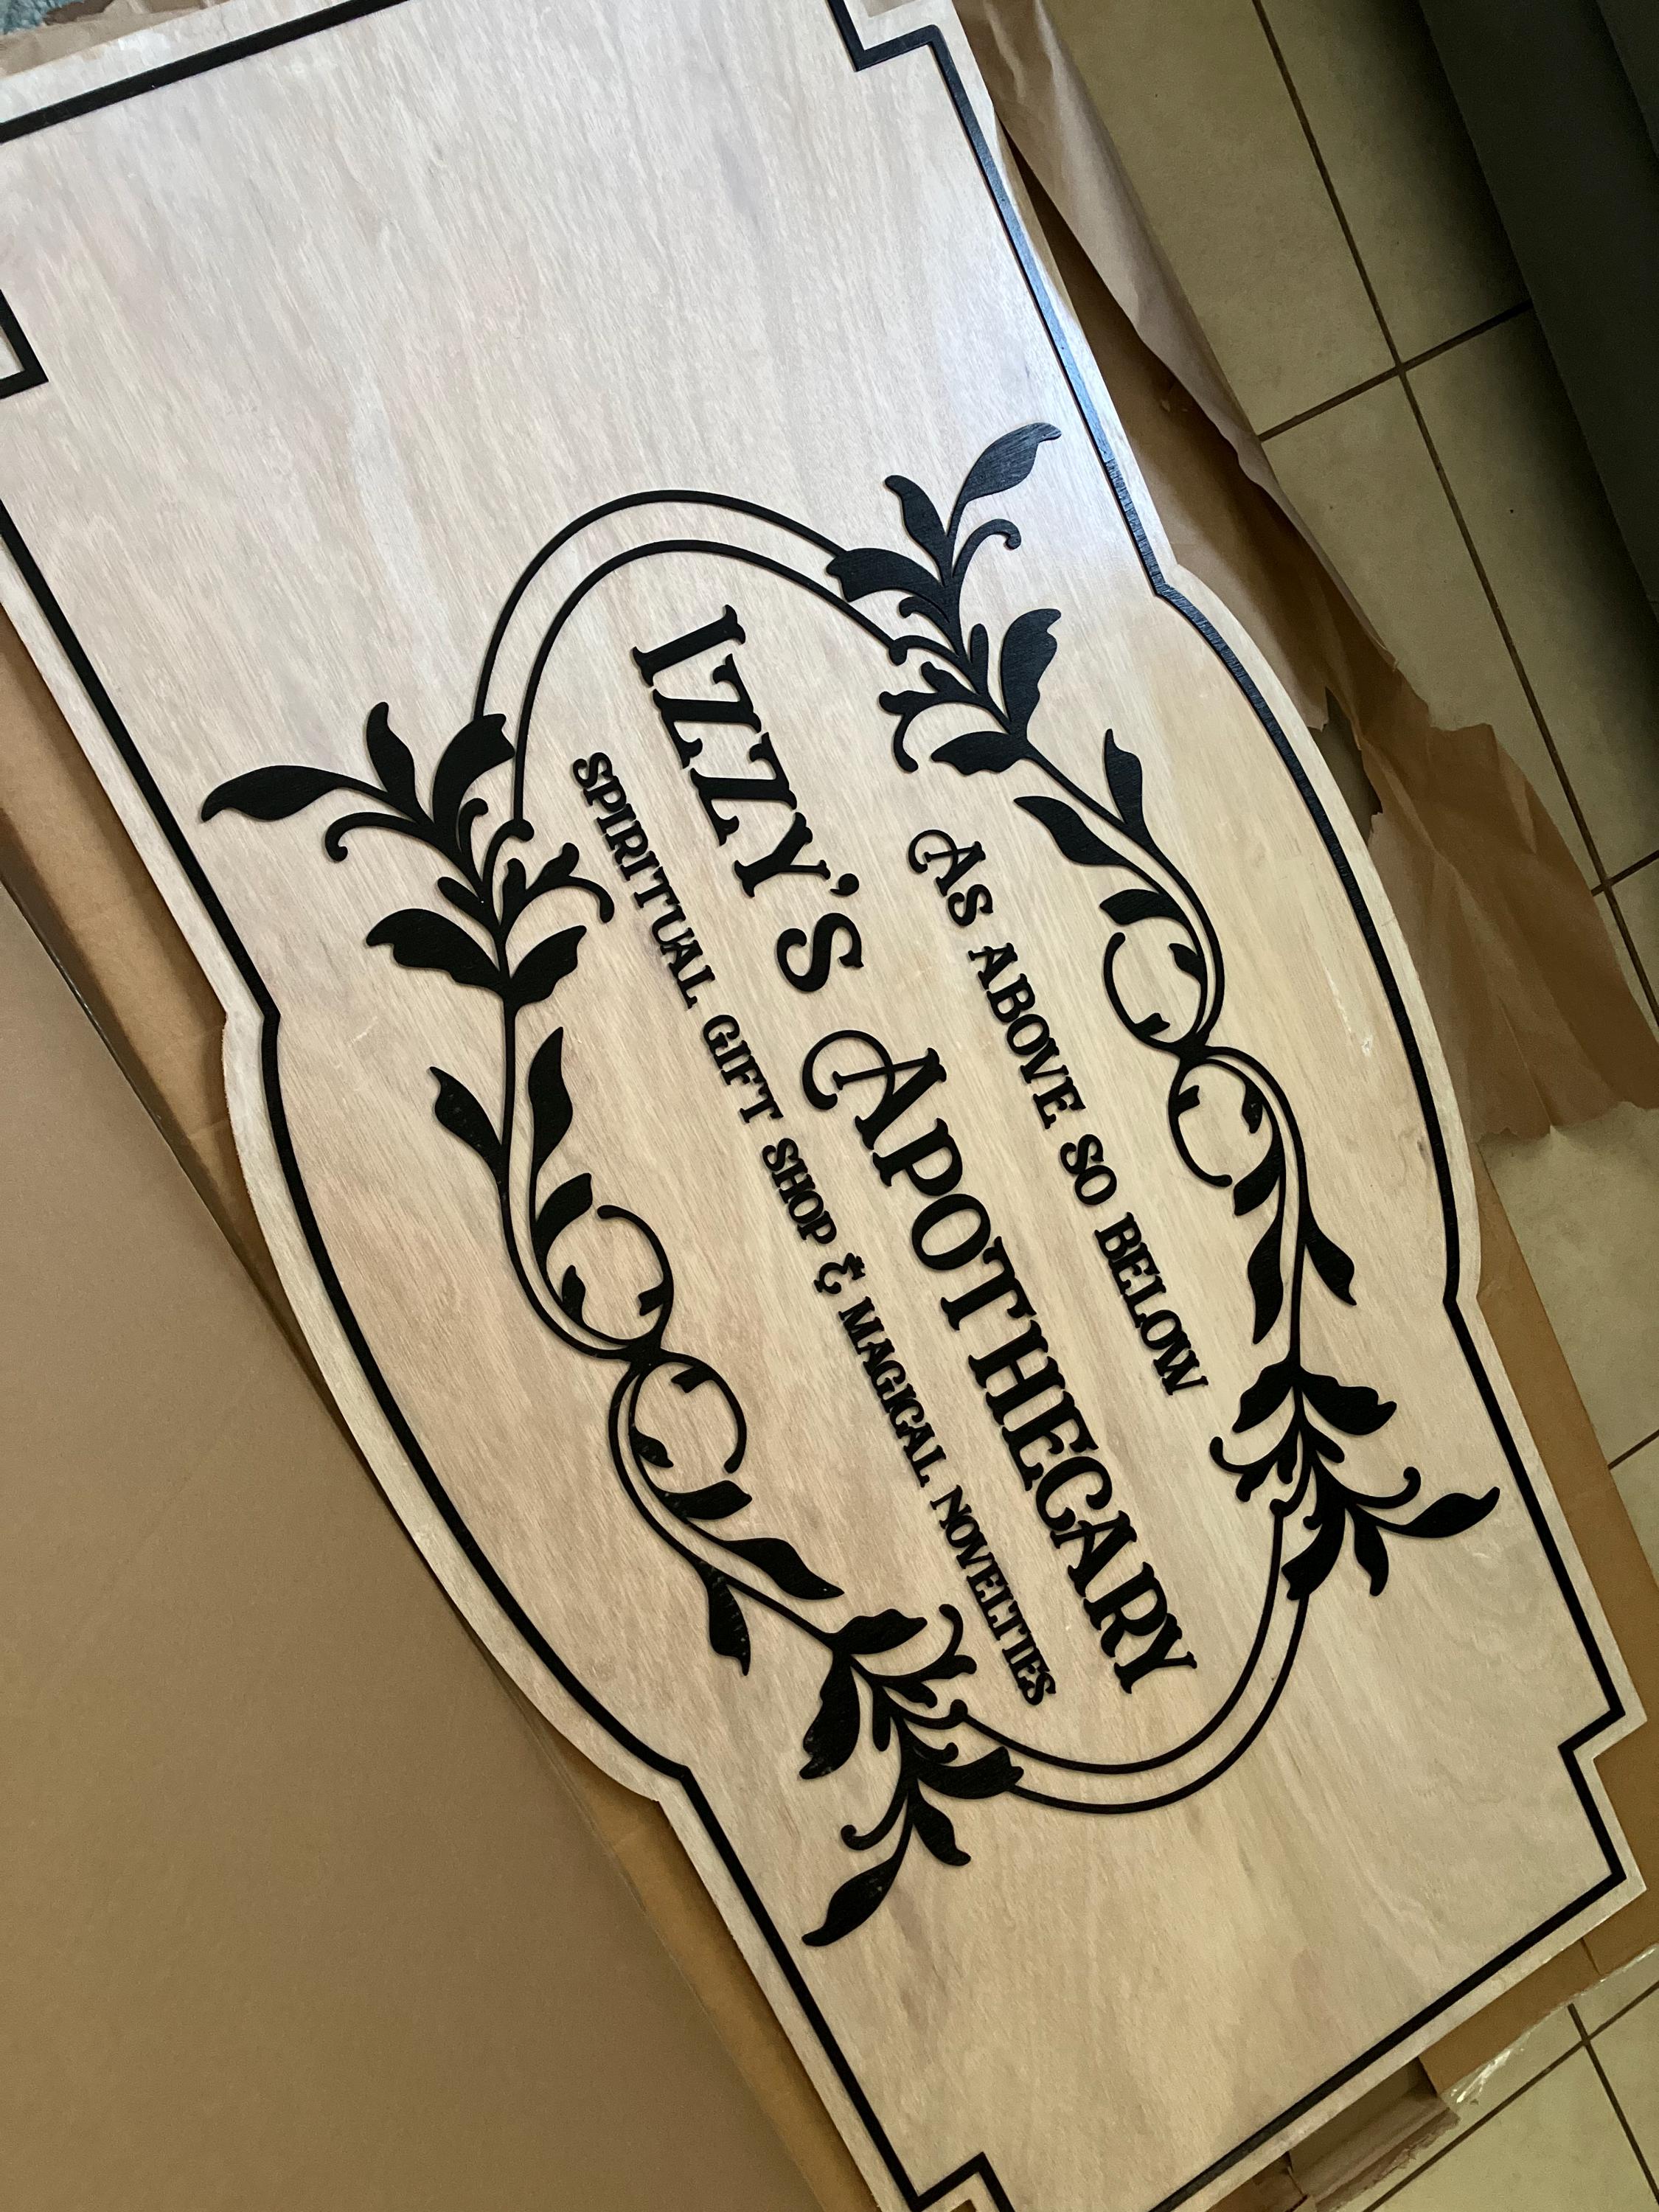 As above so below
Izzy's Apothecary
Spiritual Gift Shop & Magical Novelties